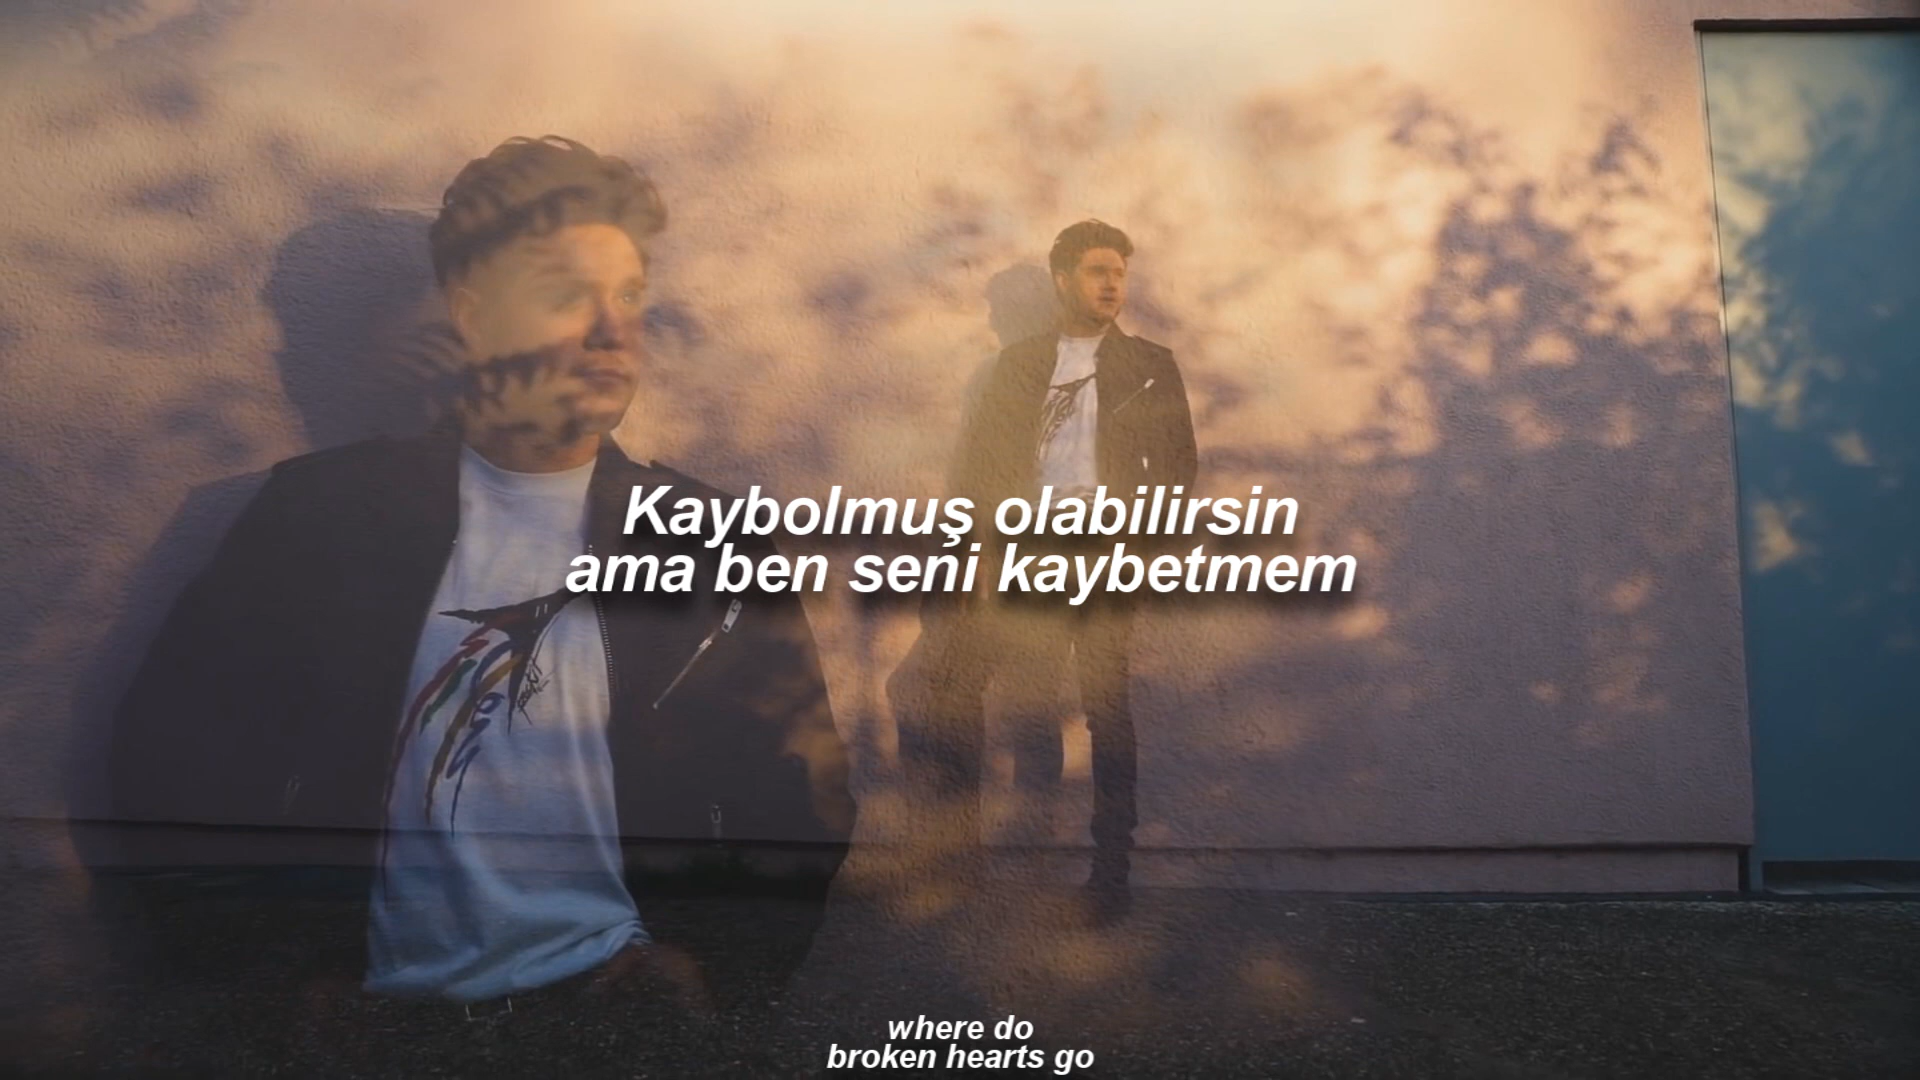 Kaybolmuş olabilirsin
ama ben seni kaybetmem
where do
broken hearts go